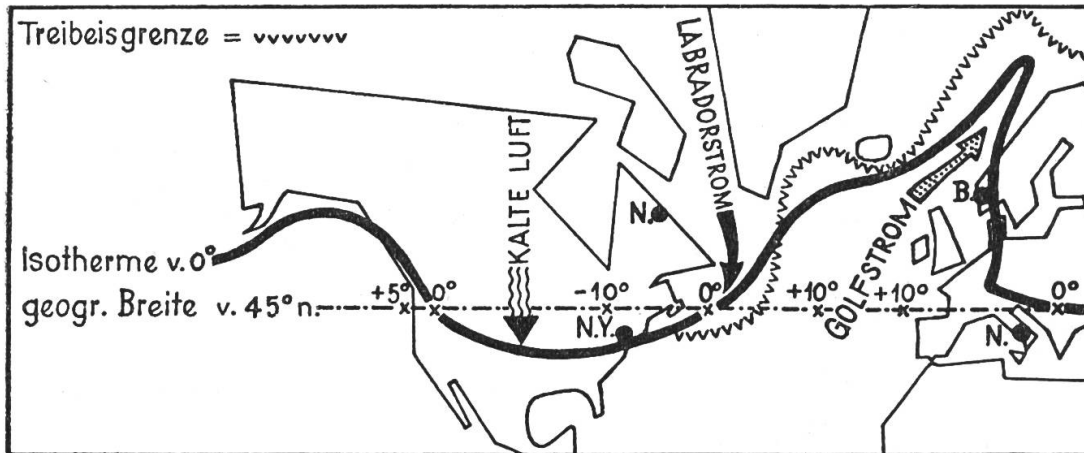 Treibeisgrenze = vvvvvvv
LABRADORSTROM
KALTE LUFT
N.
B.
GOLFSTROM
Isotherme v. 0°
geogr. Breite v. 45° n.
+5° 0° -10° 0° +10° +10° 0°
N.Y.
N.